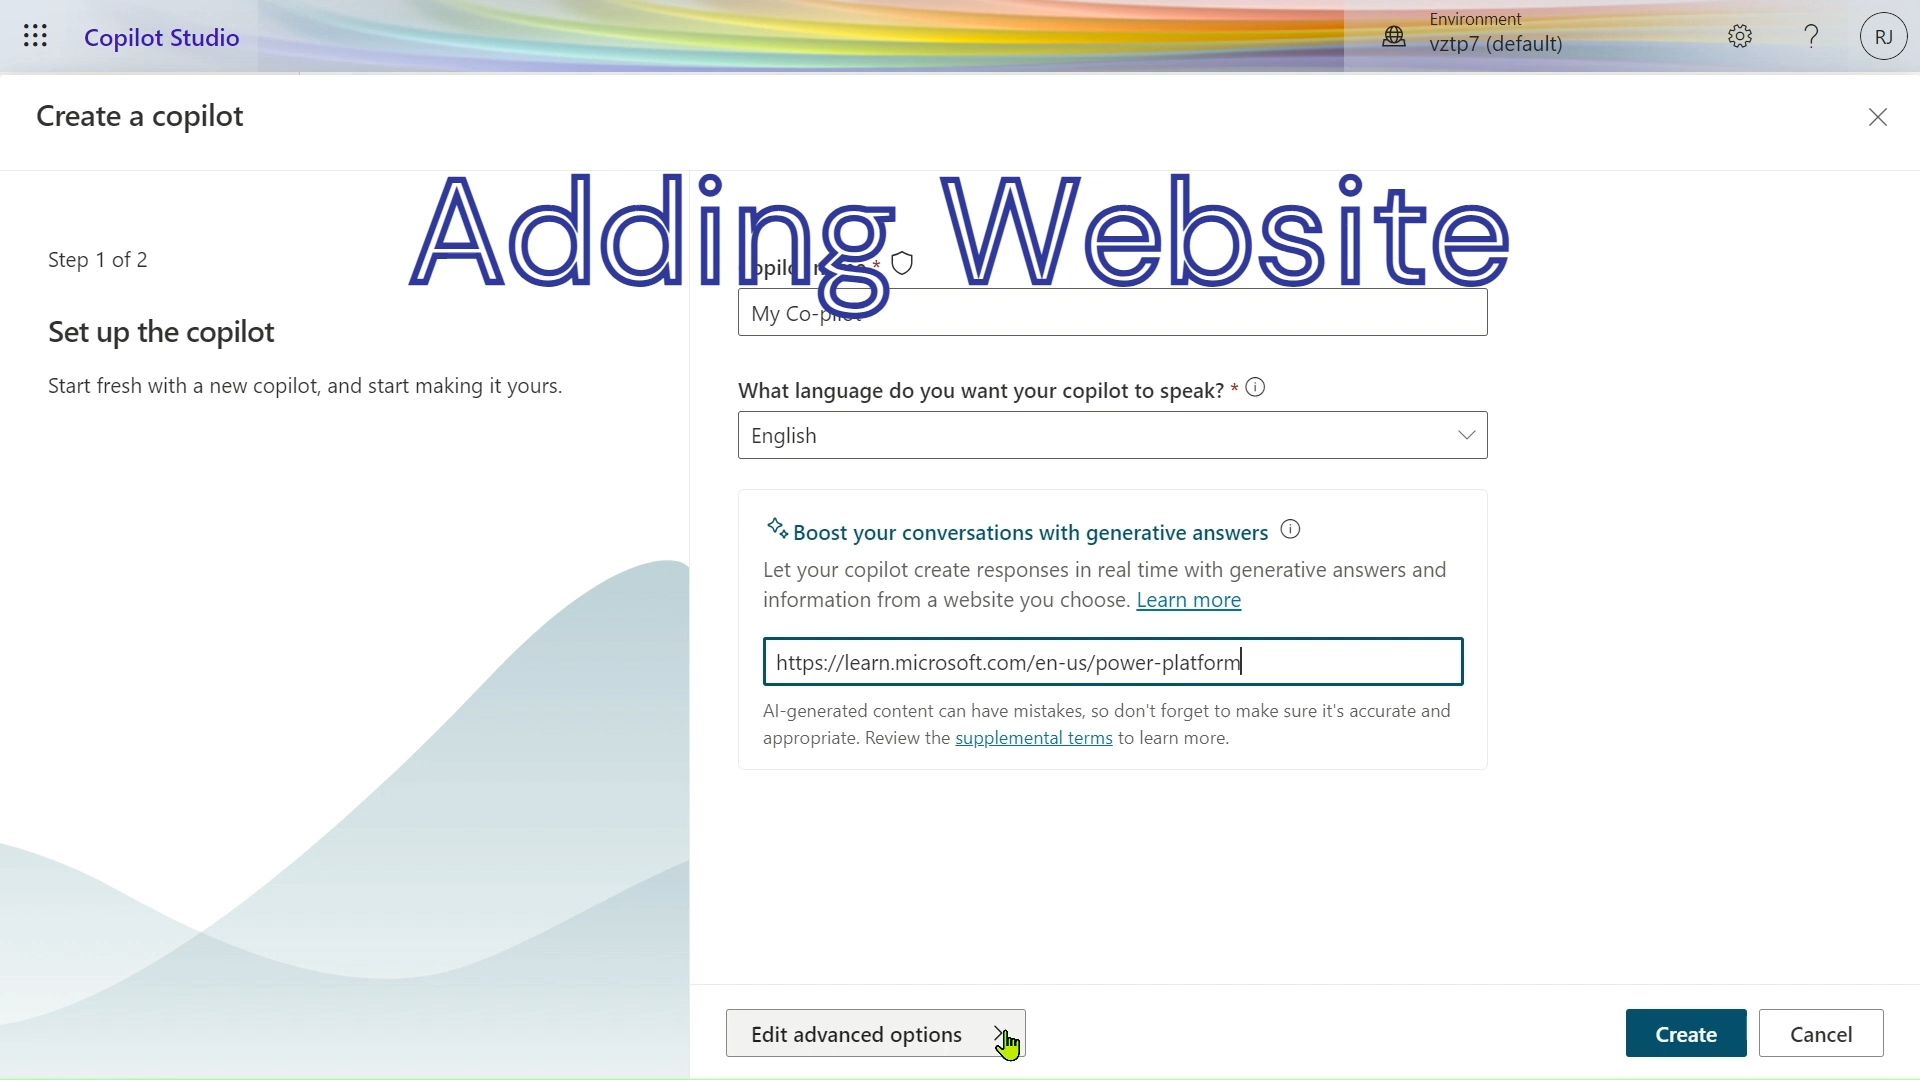 Copilot Studio
Environment
vztp7 (default)
?
RJ
Create a copilot
Adding Website
Step 1 of 2
Set up the copilot
Start fresh with a new copilot, and start making it yours.
*
My Co-pilot
What language do you want your copilot to speak? *
English
Boost your conversations with generative answers
Let your copilot create responses in real time with generative answers and
information from a website you choose. Learn more
https://learn.microsoft.com/en-us/power-platform
AI-generated content can have mistakes, so don't forget to make sure it's accurate and
appropriate. Review the supplemental terms to learn more.
Edit advanced options
Create
Cancel